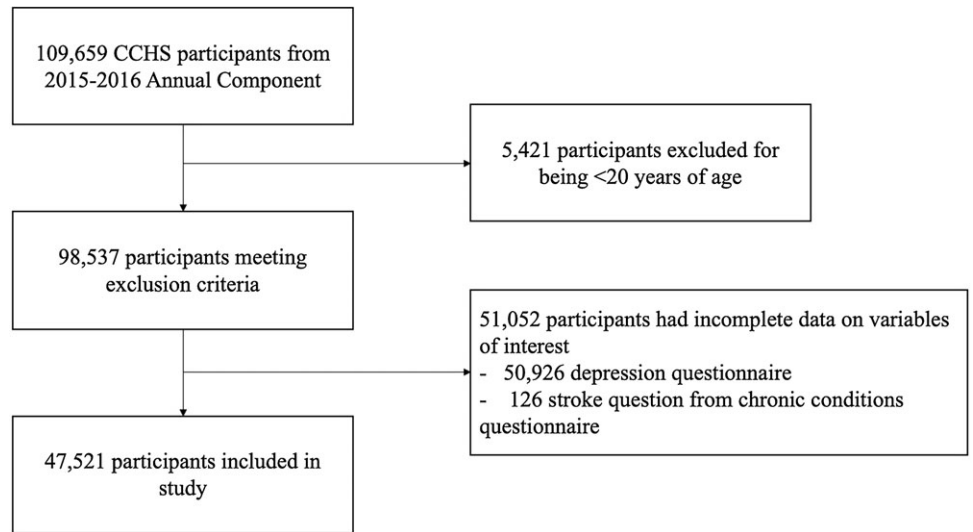 109,659 CCHS participants from
2015-2016 Annual Component
5,421 participants excluded for
being <20 years of age
98,537 participants meeting
exclusion criteria
51,052 participants had incomplete data on variables
of interest
- 50,926 depression questionnaire
- 126 stroke question from chronic conditions
questionnaire
47,521 participants included in
study